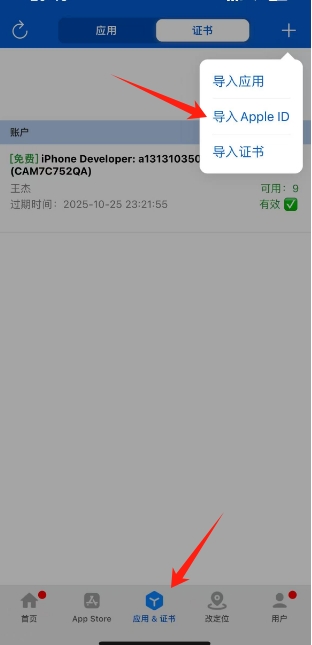 应用
证书
导入应用
导入 Apple ID
导入证书
账户
[免费] iPhone Developer: a131310350
(CAM7C752QA)
王杰
可用：9
过期时间：2025-10-25 23:21:55
有效 ✅
首页
App Store
应用 & 证书
改定位
用户